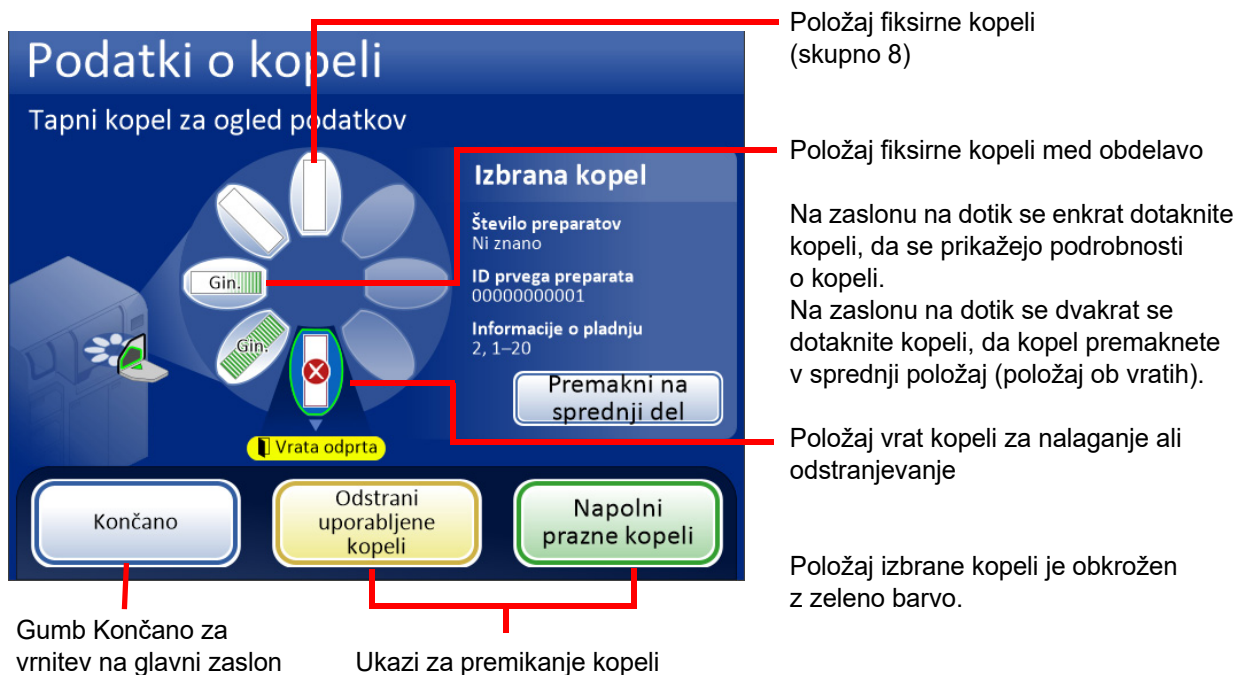 Podatki o kopeli
Tapni kopel za ogled podatkov
Gin.
Gin.
Vrata odprta
Izbrana kopel
Število preparatov
Ni znano
ID prvega preparata
00000000001
Informacije o pladnju
2, 1–20
Premakni na
sprednji del
Končano
Odstrani
uporabljene
kopeli
Napolni
prazne kopeli
Položaj fiksirne kopeli
(skupno 8)
Položaj fiksirne kopeli med obdelavo
Na zaslonu na dotik se enkrat dotaknite
kopeli, da se prikažejo podrobnosti
o kopeli.
Na zaslonu na dotik se dvakrat se
dotaknite kopeli, da kopel premaknete
v sprednji položaj (položaj ob vratih).
Položaj vrat kopeli za nalaganje ali
odstranjevanje
Položaj izbrane kopeli je obkrožen
z zeleno barvo.
Gumb Končano za
vrnitev na glavni zaslon
Ukazi za premikanje kopeli